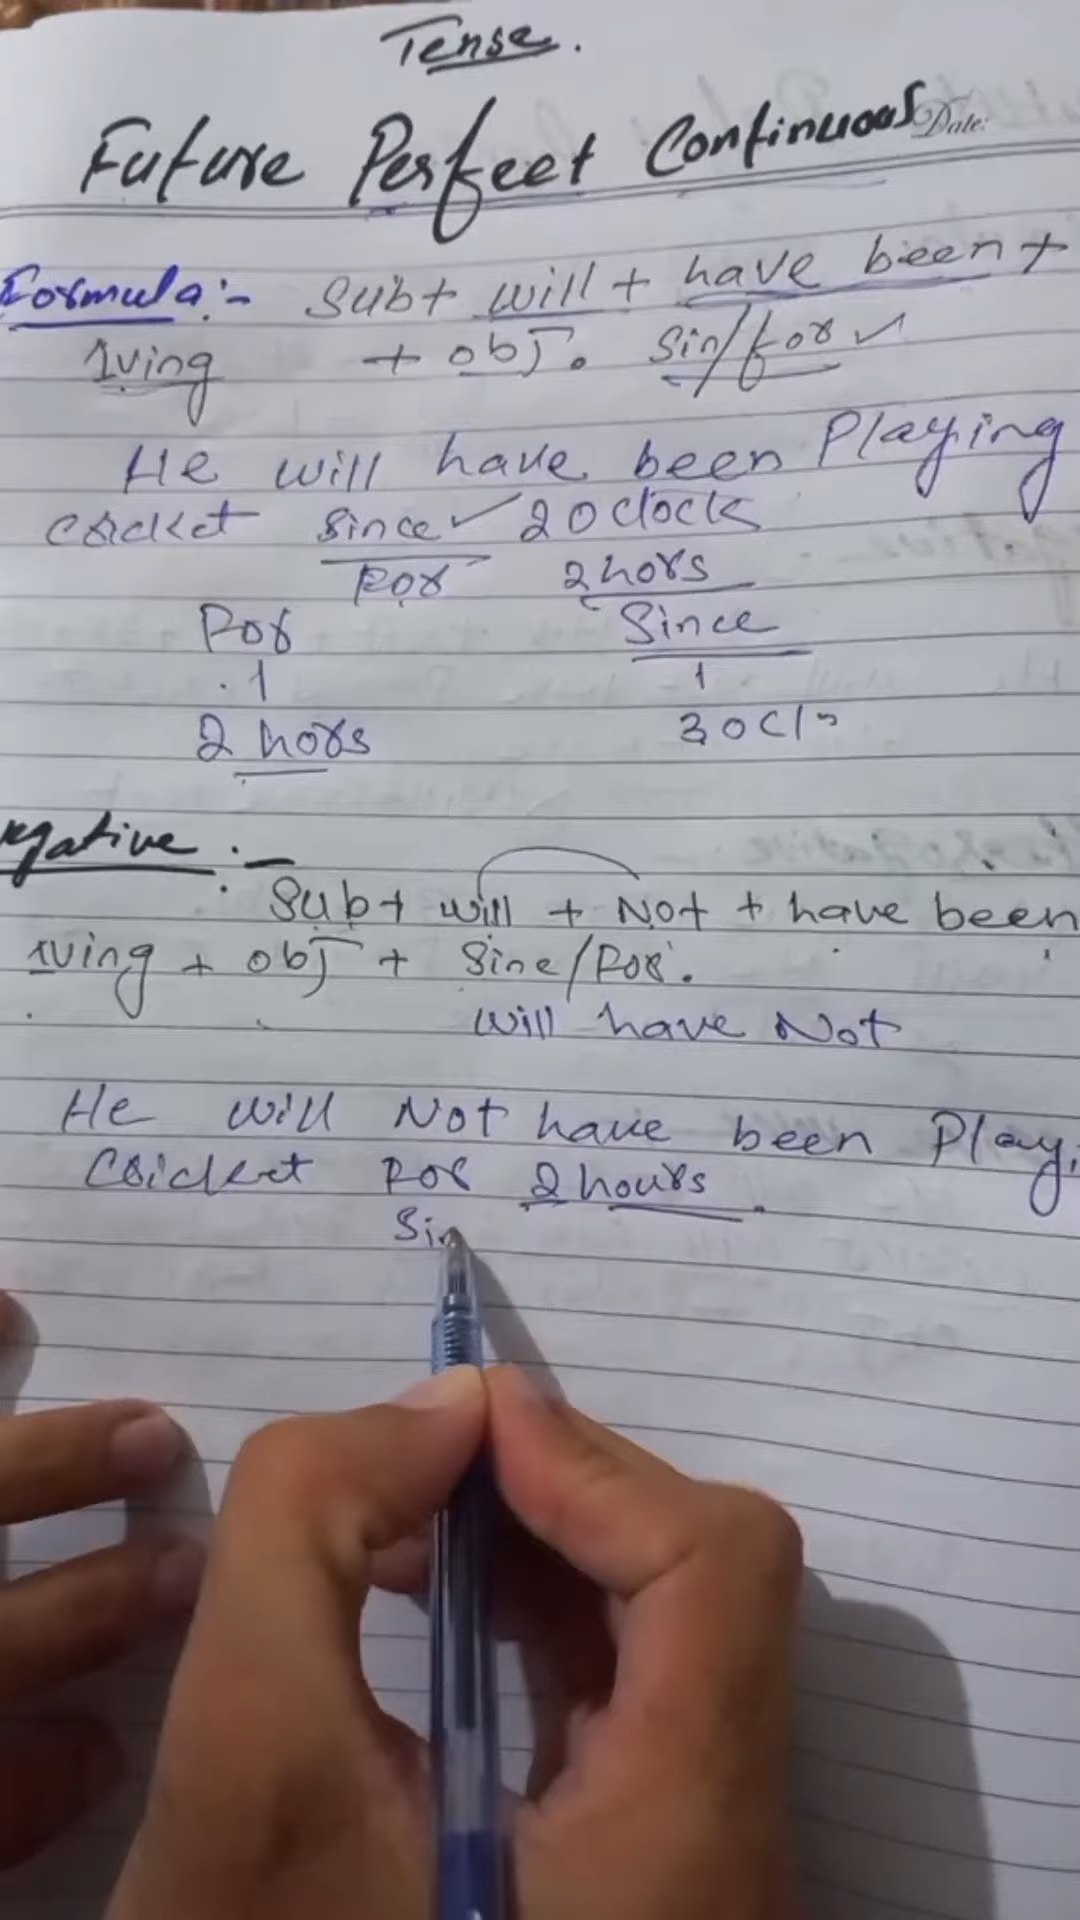 Tense.
Future Perfect Continuous Date:
Formula:- Sub+ will + have been +
1ving + obj. Sin/for ✓
He will have been Playing
cricket Since ✓ 2 O clock
For 2 hors
For Since
1 1
2 hors 3 O Cl
egative :-
Sub+ will + Not + have been
1ving + obj + Sine/For.
will have Not
He will Not have been Play
Cricket For 2 hours.
Sin